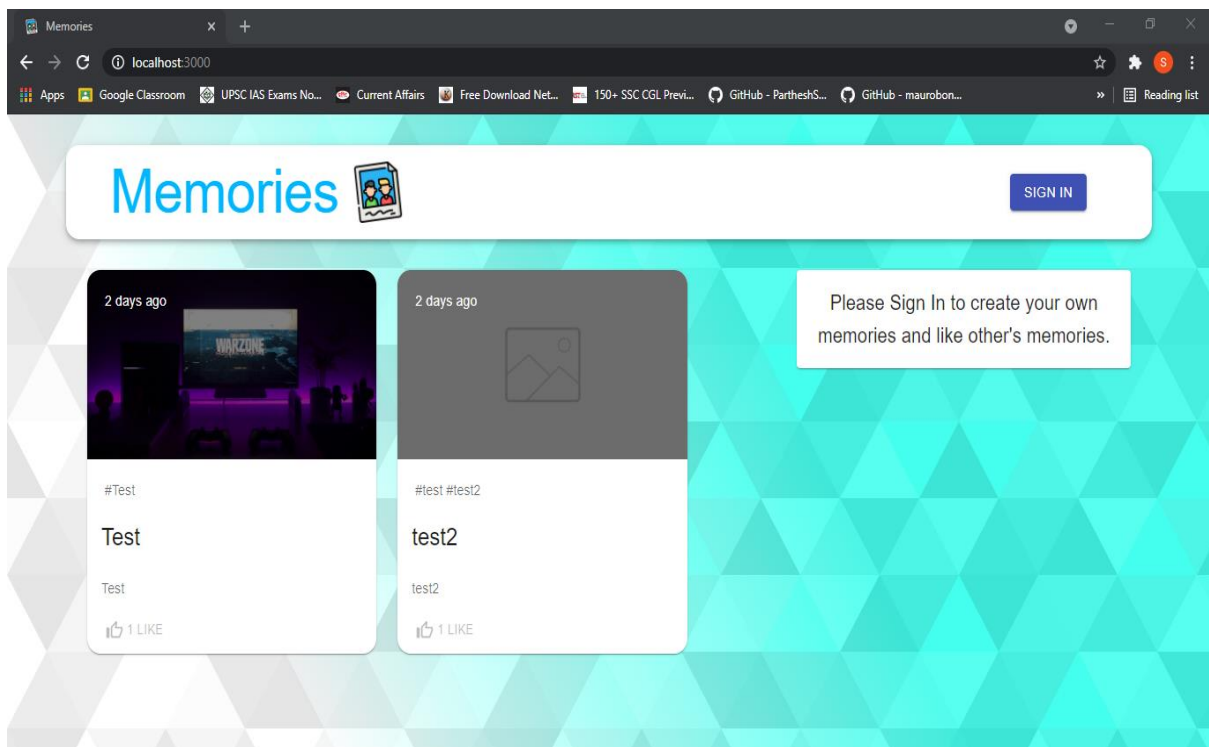 Memories
localhost:3000
S
Apps Google Classroom UPSC IAS Exams No... Current Affairs Free Download Net... 150+ SSC CGL Previ... GitHub - PartheshS... GitHub - maurobon... » Reading list
Memories
SIGN IN
2 days ago
WARZONE
#Test
Test
Test
1 LIKE
2 days ago
#test #test2
test2
test2
1 LIKE
Please Sign In to create your own
memories and like other's memories.